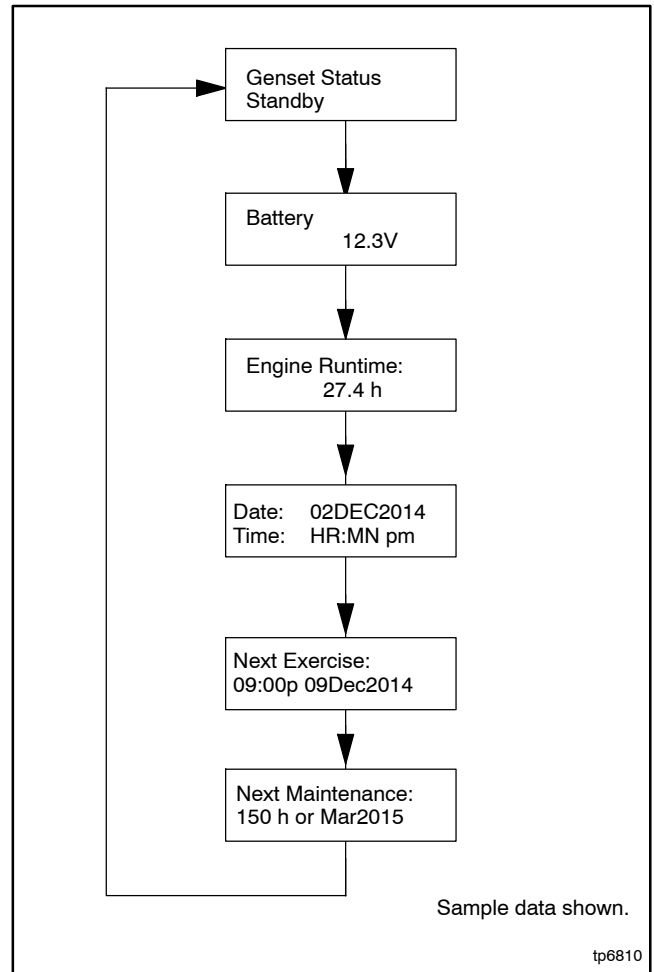 Genset Status
Standby
Battery
12.3V
Engine Runtime:
27.4 h
Date: 02DEC2014
Time: HR:MN pm
Next Exercise:
09:00p 09Dec2014
Next Maintenance:
150 h or Mar2015
Sample data shown.
tp6810